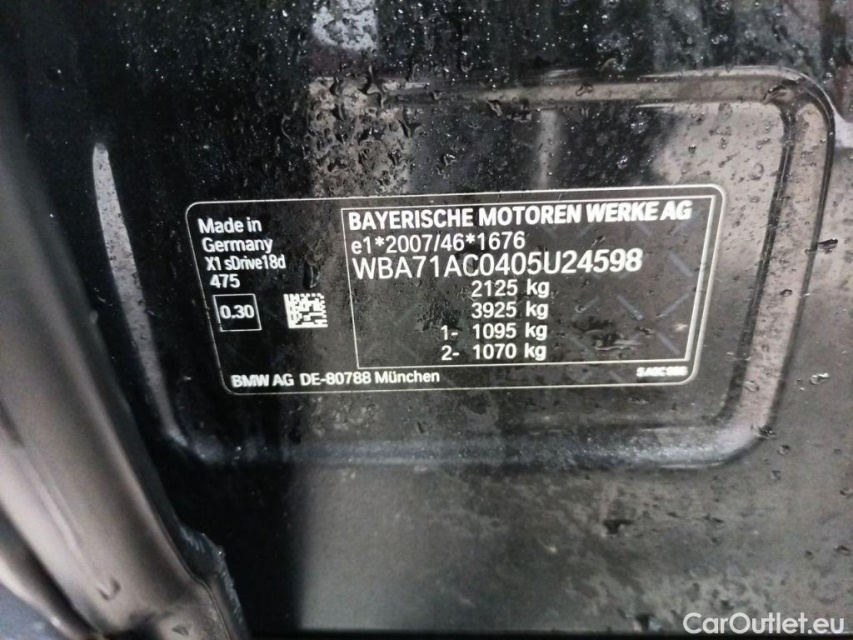 Made in
Germany
X1 sDrive18d
475
0.30
BAYERISCHE MOTOREN WERKE AG
e1*2007/46*1676
WBA71AC0405U24598
2125 kg
3925 kg
1- 1095 kg
2- 1070 kg
BMW AG DE-80788 München
CarOutlet.eu